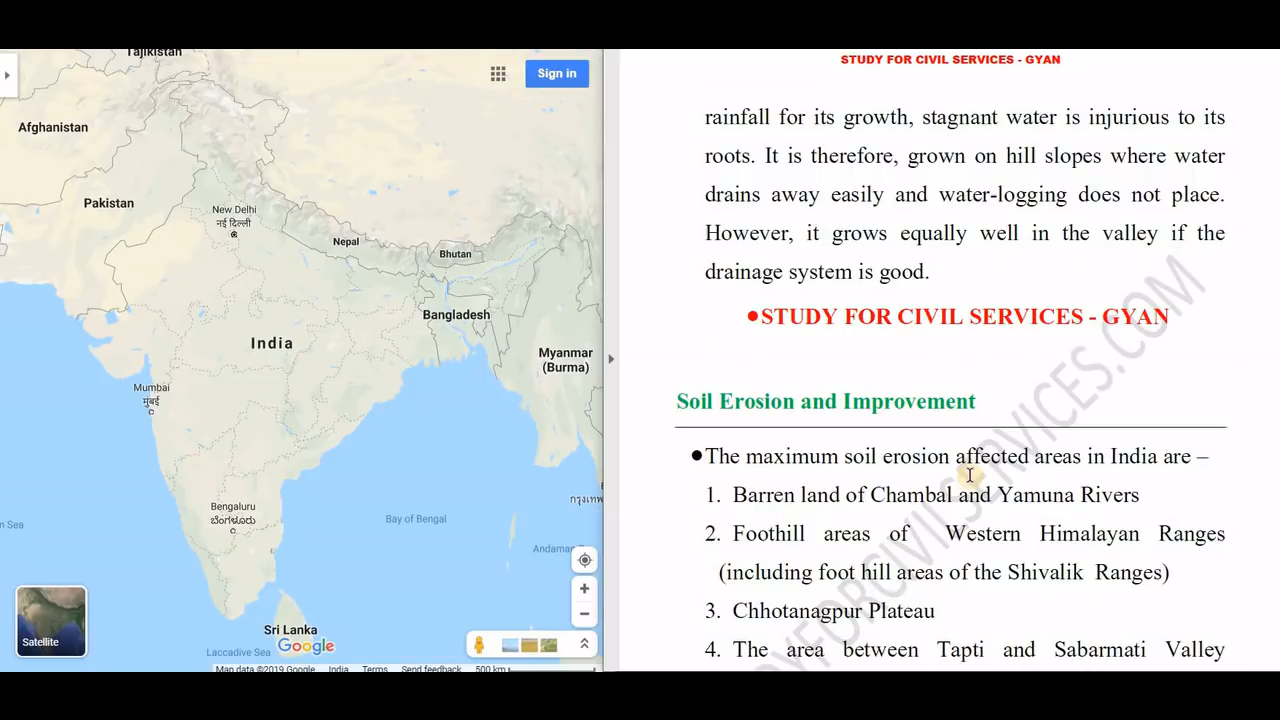 Tajikistan
Sign in
Afghanistan
Pakistan
New Delhi
नई दिल्ली
Nepal
Bhutan
Bangladesh
India
Myanmar
(Burma)
Mumbai
मुंबई
Bengaluru
ಬೆಂಗಳೂರು
กรุงเทพ
n Sea
Bay of Bengal
Andaman
Satellite
Sri Lanka
Google
Laccadive Sea
Map data ©2019 Google India Terms Send feedback 500 km
STUDY FOR CIVIL SERVICES - GYAN
rainfall for its growth, stagnant water is injurious to its
roots. It is therefore, grown on hill slopes where water
drains away easily and water-logging does not place.
However, it grows equally well in the valley if the
drainage system is good.
•STUDY FOR CIVIL SERVICES - GYAN
Soil Erosion and Improvement
•The maximum soil erosion affected areas in India are –
1. Barren land of Chambal and Yamuna Rivers
2. Foothill areas of Western Himalayan Ranges
(including foot hill areas of the Shivalik Ranges)
3. Chhotanagpur Plateau
4. The area between Tapti and Sabarmati Valley